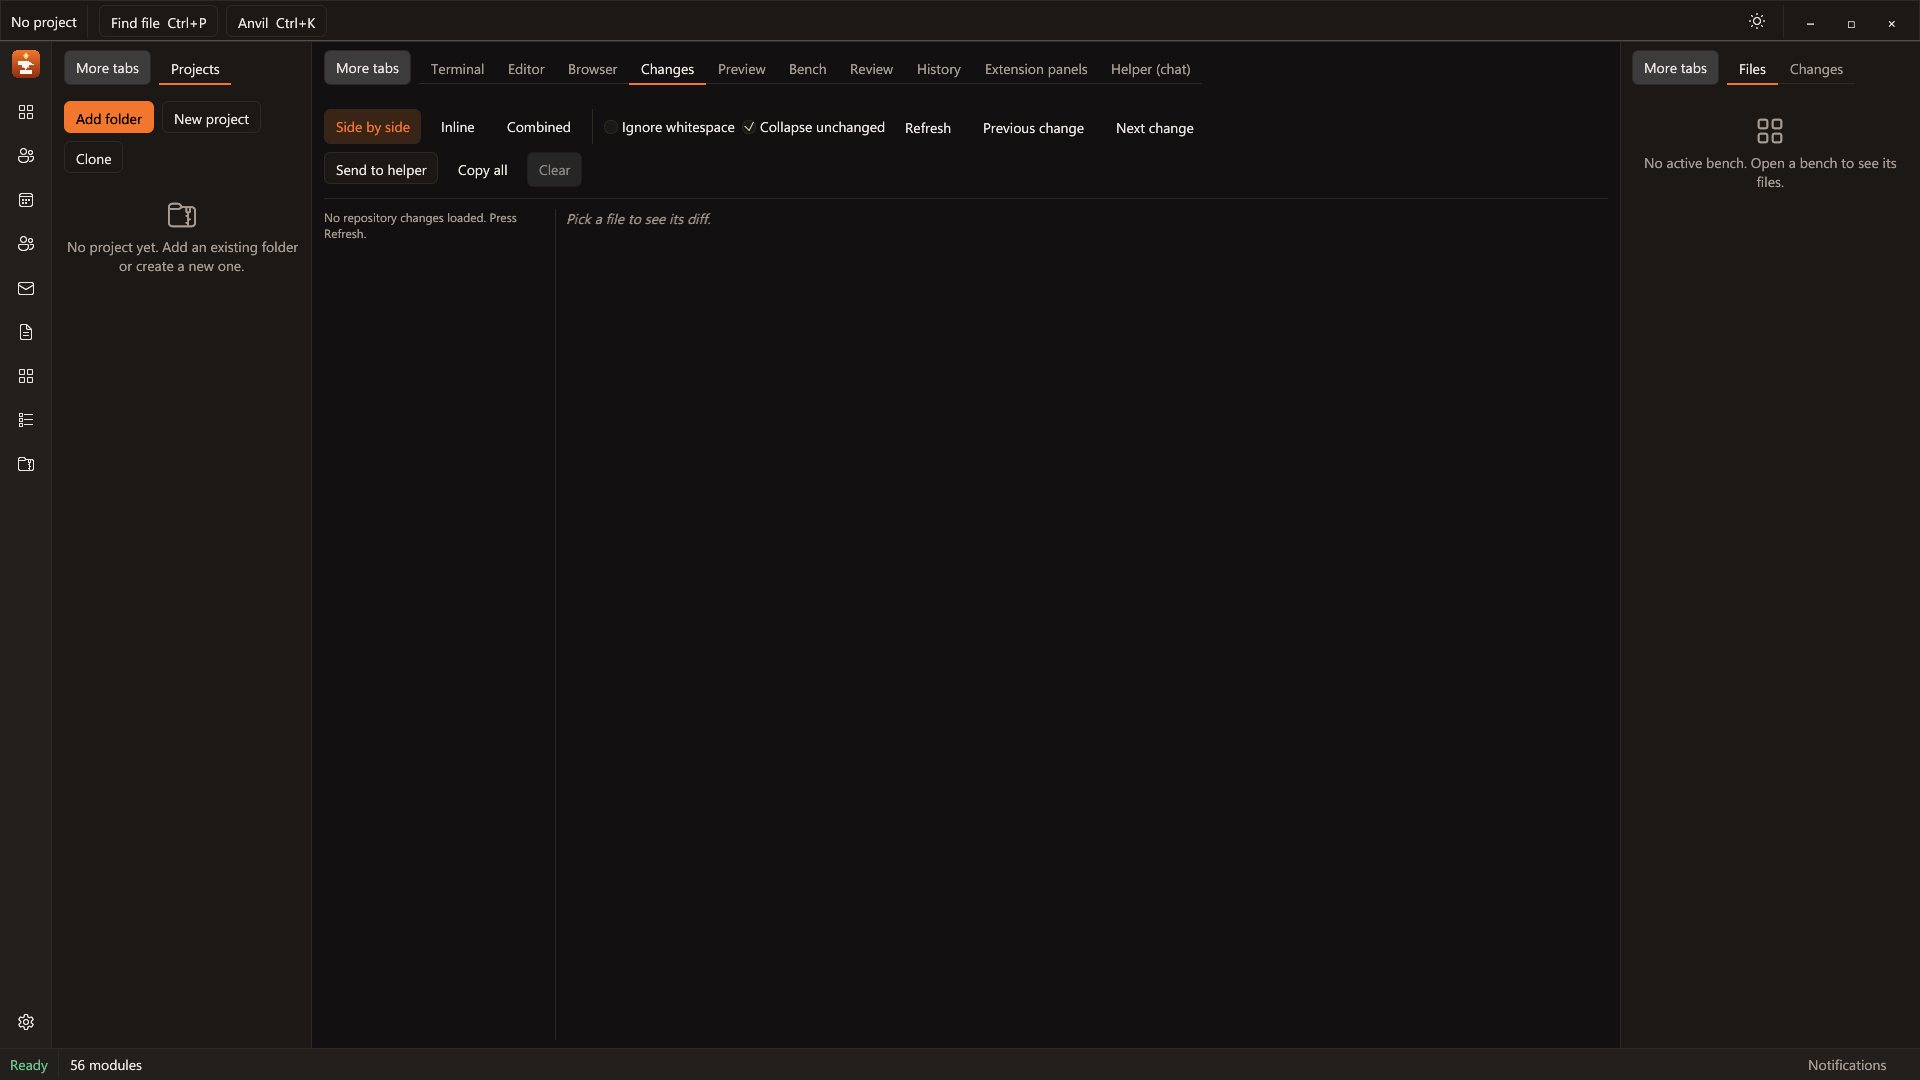 No project
Find file Ctrl+P
Anvil Ctrl+K
More tabs
Projects
Add folder
New project
Clone
No project yet. Add an existing folder
or create a new one.
More tabs
Terminal
Editor
Browser
Changes
Preview
Bench
Review
History
Extension panels
Helper (chat)
Side by side
Inline
Combined
Ignore whitespace
Collapse unchanged
Refresh
Previous change
Next change
Send to helper
Copy all
Clear
No repository changes loaded. Press
Refresh.
Pick a file to see its diff.
More tabs
Files
Changes
No active bench. Open a bench to see its
files.
Ready
56 modules
Notifications